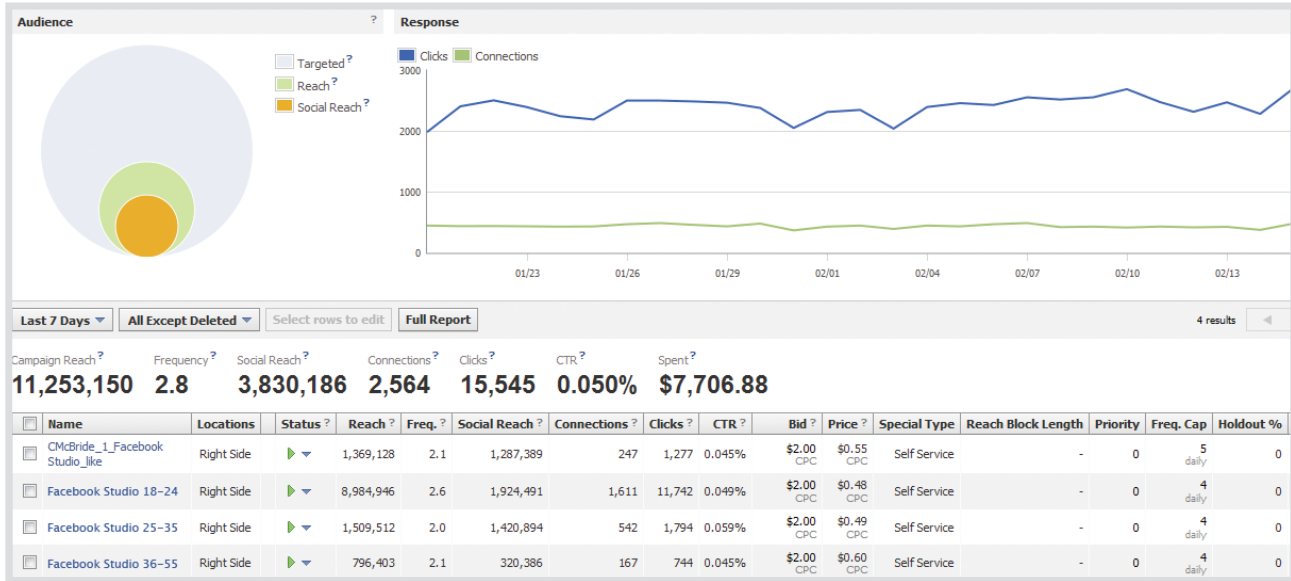 Audience ?
Response
Targeted ?
Reach ?
Social Reach ?
Clicks Connections
3000
2000
1000
0
01/23 01/26 01/29 02/01 02/04 02/07 02/10 02/13
Last 7 Days All Except Deleted Select rows to edit Full Report 4 results
Campaign Reach ? Frequency ? Social Reach ? Connections ? Clicks ? CTR ? Spent ?
11,253,150 2.8 3,830,186 2,564 15,545 0.050% $7,706.88
Name Locations Status ? Reach ? Freq. ? Social Reach ? Connections ? Clicks ? CTR ? Bid ? Price ? Special Type Reach Block Length Priority Freq. Cap Holdout %
CMcBride_1_Facebook Right Side 1,369,128 2.1 1,287,389 247 1,277 0.045% $2.00 $0.55 Self Service - 0 5 0
Studio_like CPC CPC daily
Facebook Studio 18-24 Right Side 8,984,946 2.6 1,924,491 1,611 11,742 0.049% $2.00 $0.48 Self Service - 0 4 0
CPC CPC daily
Facebook Studio 25-35 Right Side 1,509,512 2.0 1,420,894 542 1,794 0.059% $2.00 $0.49 Self Service - 0 4 0
CPC CPC daily
Facebook Studio 36-55 Right Side 796,403 2.1 320,386 167 744 0.045% $2.00 $0.60 Self Service - 0 4 0
CPC CPC daily